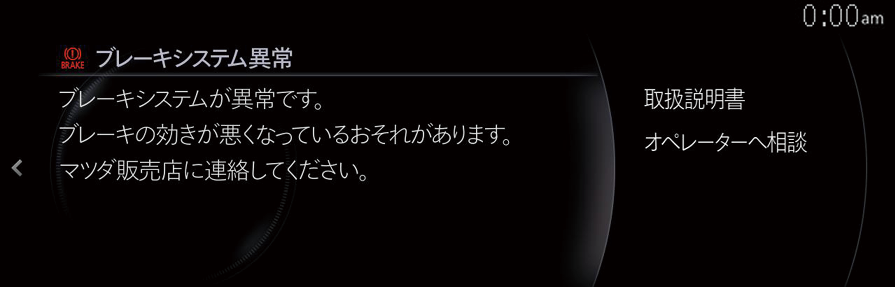 0:00am
BRAKE ブレーキシステム異常
ブレーキシステムが異常です。
ブレーキの効きが悪くなっているおそれがあります。
マツダ販売店に連絡してください。
取扱説明書
オペレーターへ相談